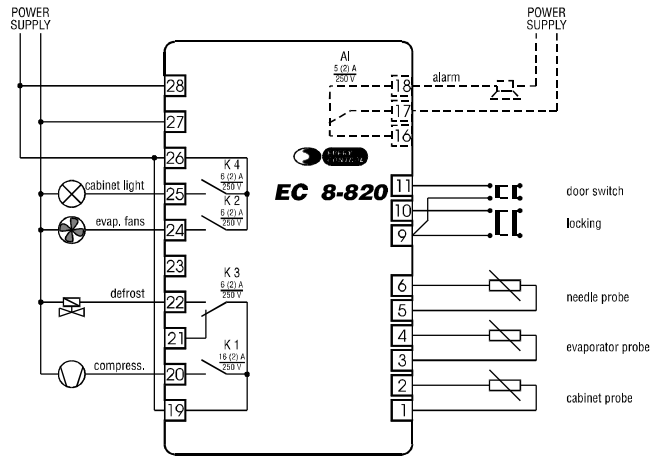 POWER
SUPPLY
POWER
SUPPLY
AI
5 (2) A
250 V
28
18
alarm
27
17
16
26
K 4
6 (2) A
250 V
EVERY
CONTROL
cabinet light
25
EC 8-820
11
door switch
K 2
6 (2) A
250 V
10
evap. fans
24
9
locking
23
K 3
6 (2) A
250 V
6
needle probe
defrost
22
5
21
4
evaporator probe
K 1
16 (2) A
250 V
3
compress.
20
2
cabinet probe
19
1